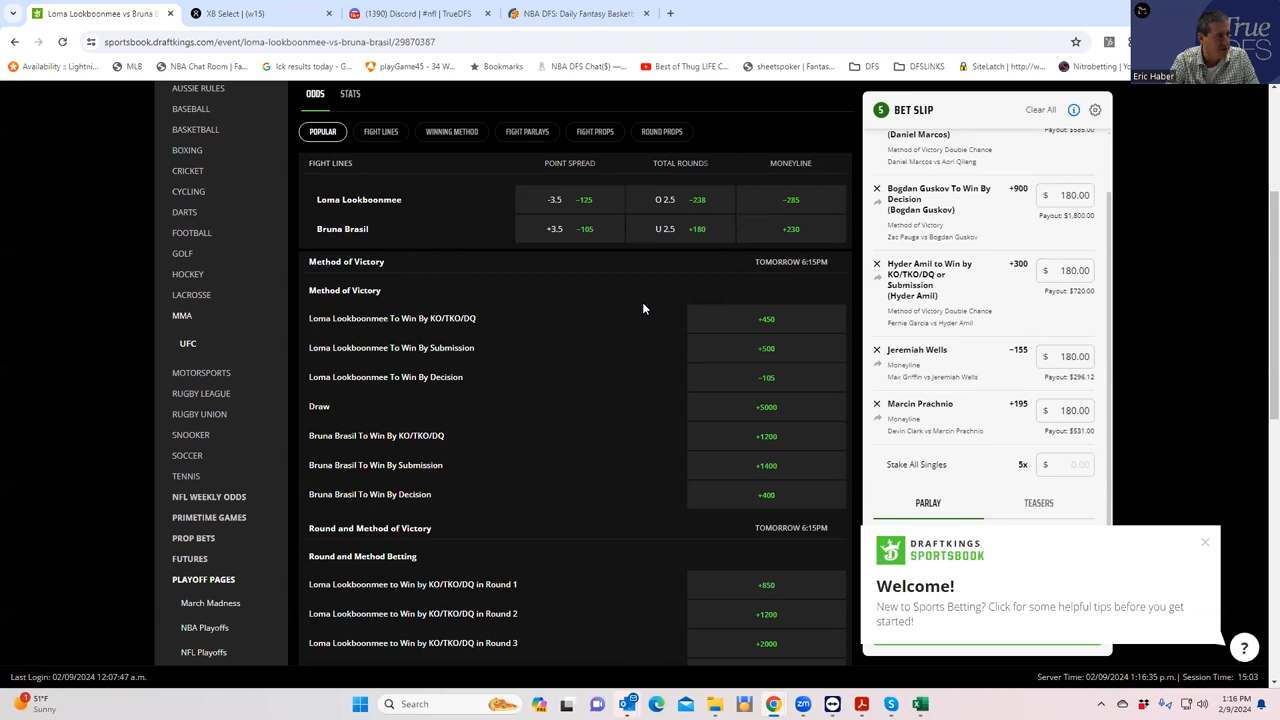 Loma Lookboonmee vs Bruna B
XB Select | (w15)
(1390) Discord | #nfl | TrueDFS
NBA DFS: Daily Fantasy Basketb
sportsbook.draftkings.com/event/loma-lookboonmee-vs-bruna-brasil/29870387
Availability :: Lightni...
MLB
NBA Chat Room | Fa...
Ick results today - G...
playGame45 - 34 W...
Bookmarks
NBA DFS Chat($) —...
Best of Thug LIFE C...
sheetspoker | Fantas...
DFS
DFSLINKS
SiteLatch | http://w...
Nitrobetting | Your...
True
DFS
Eric Haber
AUSSIE RULES
BASEBALL
BASKETBALL
BOXING
CRICKET
CYCLING
DARTS
FOOTBALL
GOLF
HOCKEY
LACROSSE
MMA
UFC
MOTORSPORTS
RUGBY LEAGUE
RUGBY UNION
SNOOKER
SOCCER
TENNIS
NFL WEEKLY ODDS
PRIMETIME GAMES
PROP BETS
FUTURES
PLAYOFF PAGES
March Madness
NBA Playoffs
NFL Playoffs
ODDS STATS
POPULAR FIGHT LINES WINNING METHOD FIGHT PARLAYS FIGHT PROPS ROUND PROPS
FIGHT LINES POINT SPREAD TOTAL ROUNDS MONEYLINE
Loma Lookboonmee -3.5 −125 O 2.5 −238 −285
Bruna Brasil +3.5 −105 +180 +230
Method of Victory TOMORROW 6:15PM
Method of Victory
Loma Lookboonmee To Win By KO/TKO/DQ +450
Loma Lookboonmee To Win By Submission +500
Loma Lookboonmee To Win By Decision −105
Draw +5000
Bruna Brasil To Win By KO/TKO/DQ +1200
Bruna Brasil To Win By Submission +1400
Bruna Brasil To Win By Decision +400
Round and Method of Victory TOMORROW 6:15PM
Round and Method Betting
Loma Lookboonmee to Win by KO/TKO/DQ in Round 1 +850
Loma Lookboonmee to Win by KO/TKO/DQ in Round 2 +1200
Loma Lookboonmee to Win by KO/TKO/DQ in Round 3 +2000
5 BET SLIP Clear All
(Daniel Marcos) Payout: $585.00
Method of Victory Double Chance
Daniel Marcos vs Aori Qileng
Bogdan Guskov To Win By +900 $ 180.00
Decision
(Bogdan Guskov) Payout: $1,800.00
Method of Victory
Zac Pauga vs Bogdan Guskov
Hyder Amil to Win by +300 $ 180.00
KO/TKO/DQ or
Submission Payout: $720.00
(Hyder Amil)
Method of Victory Double Chance
Fernie Garcia vs Hyder Amil
Jeremiah Wells −155 $ 180.00
Moneyline
Max Griffin vs Jeremiah Wells Payout: $296.12
Marcin Prachnio +195 $ 180.00
Moneyline
Devin Clark vs Marcin Prachnio Payout: $531.00
Stake All Singles 5x $ 0.00
PARLAY TEASERS
DRAFTKINGS
SPORTSBOOK
Welcome!
New to Sports Betting? Click for some helpful tips before you get
started!
?
Last Login: 02/09/2024 12:07:47 a.m. Server Time: 02/09/2024 1:16:35 p.m.| Session Time: 15:03
51°F
Sunny
Search
1:16 PM
2/9/2024